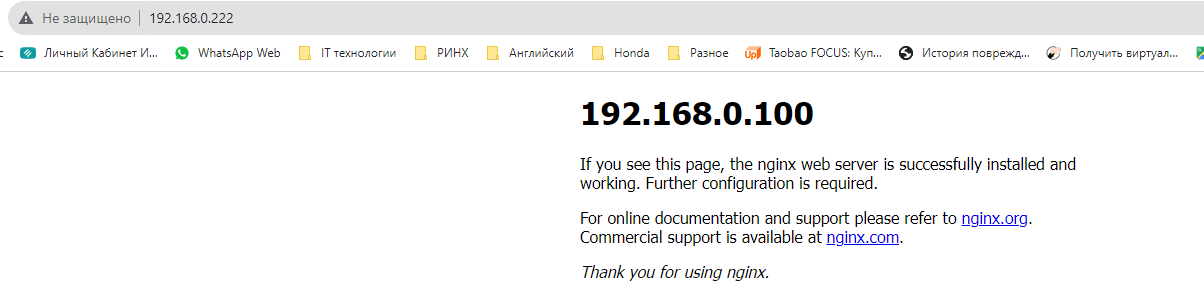 Не защищено 192.168.0.222
с Личный Кабинет И... WhatsApp Web IT технологии РИНХ Английский Honda Разное Taobao FOCUS: Куп... История поврежд... Получить виртуал...
192.168.0.100
If you see this page, the nginx web server is successfully installed and
working. Further configuration is required.
For online documentation and support please refer to nginx.org.
Commercial support is available at nginx.com.
Thank you for using nginx.